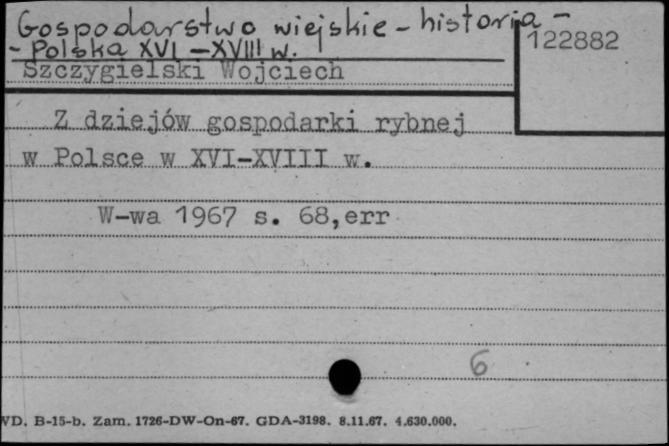 Gospodarstwo wiejskie - historia -
- Polska XVI - XVIII w.
122882
Szczygielski Wojciech
Z dziejów gospodarki rybnej
w Polsce w XVI-XVIII w.
W-wa 1967 s. 68,err
6
VD. B-15-b. Zam. 1726-DW-On-67. GDA-3198. 8.11.67. 4.630.000.